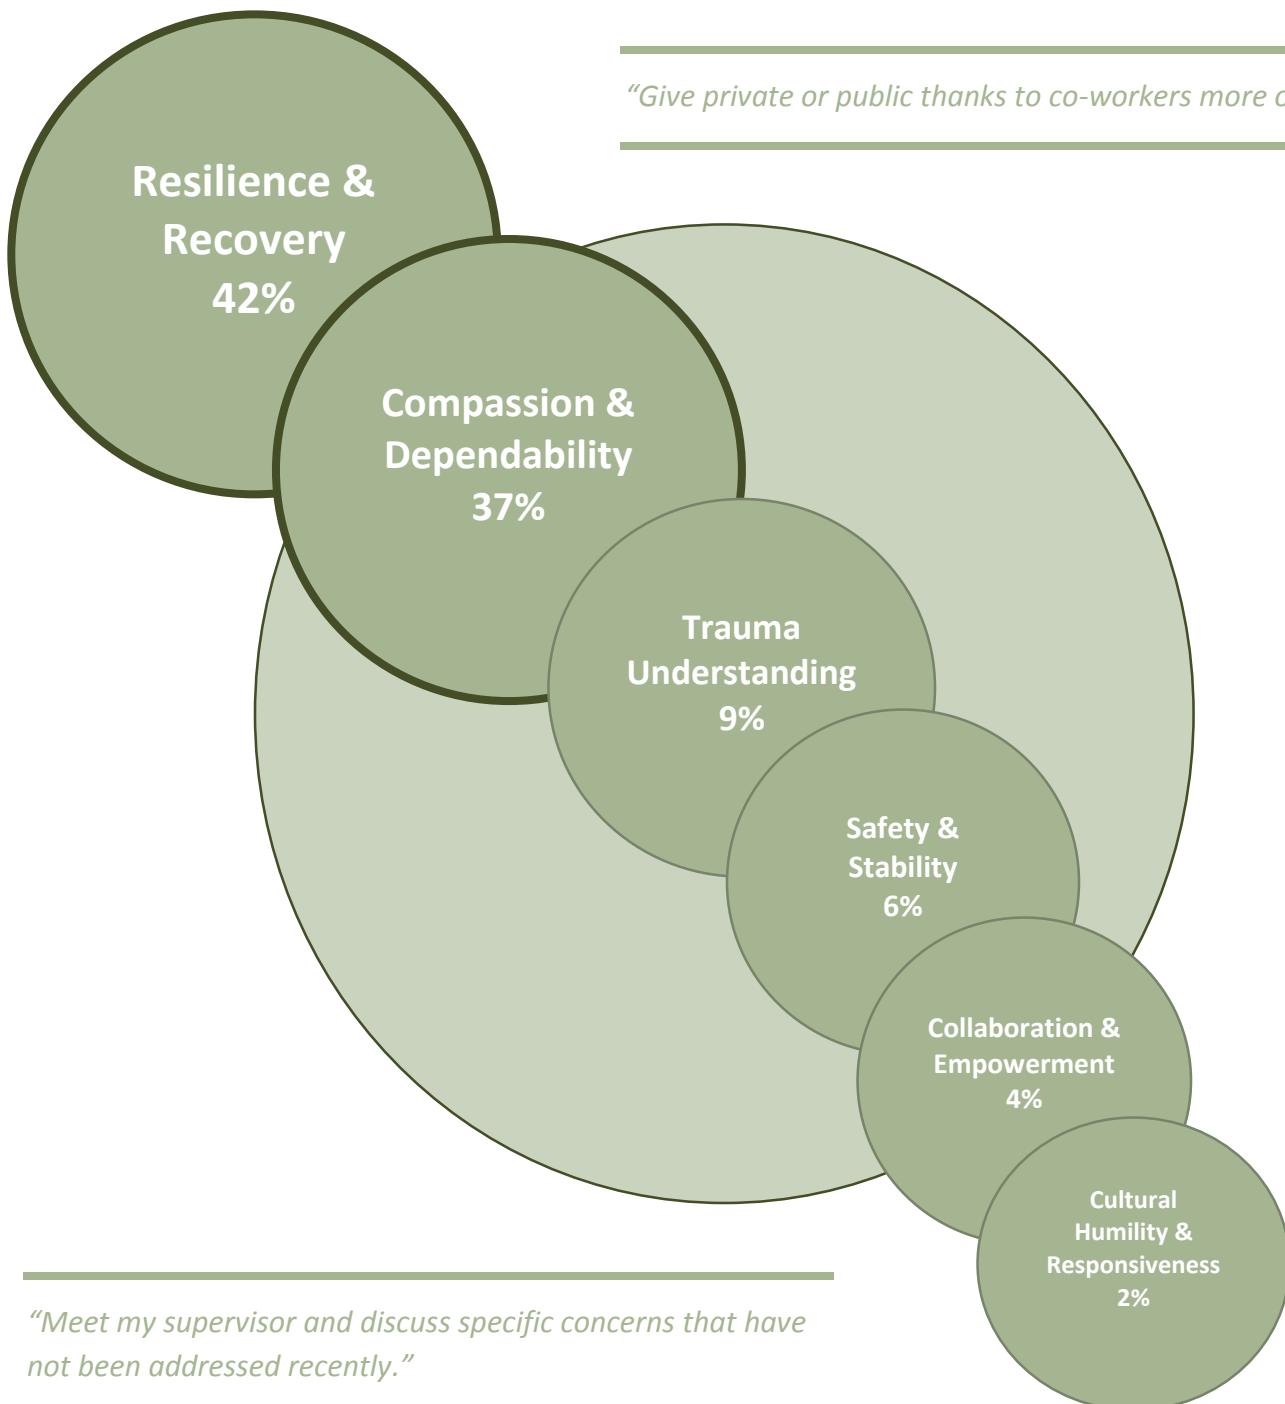 “Give private or public thanks to co-workers more
Resilience &
Recovery
42%
Compassion &
Dependability
37%
Trauma
Understanding
9%
Safety &
Stability
6%
Collaboration &
Empowerment
4%
Cultural
Humility &
Responsiveness
2%
“Meet my supervisor and discuss specific concerns that have
not been addressed recently.”